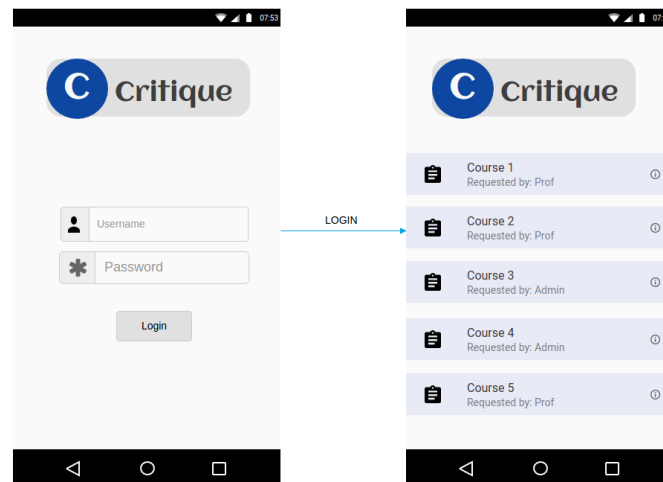 07:53
C Critique
Username
Password
Login
LOGIN
07:
C Critique
Course 1
Requested by: Prof
Course 2
Requested by: Prof
Course 3
Requested by: Admin
Course 4
Requested by: Admin
Course 5
Requested by: Prof